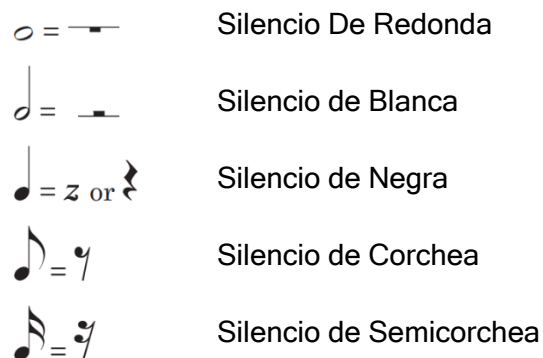 = Silencio De Redonda
= Silencio de Blanca
= z or Silencio de Negra
= Silencio de Corchea
= Silencio de Semicorchea